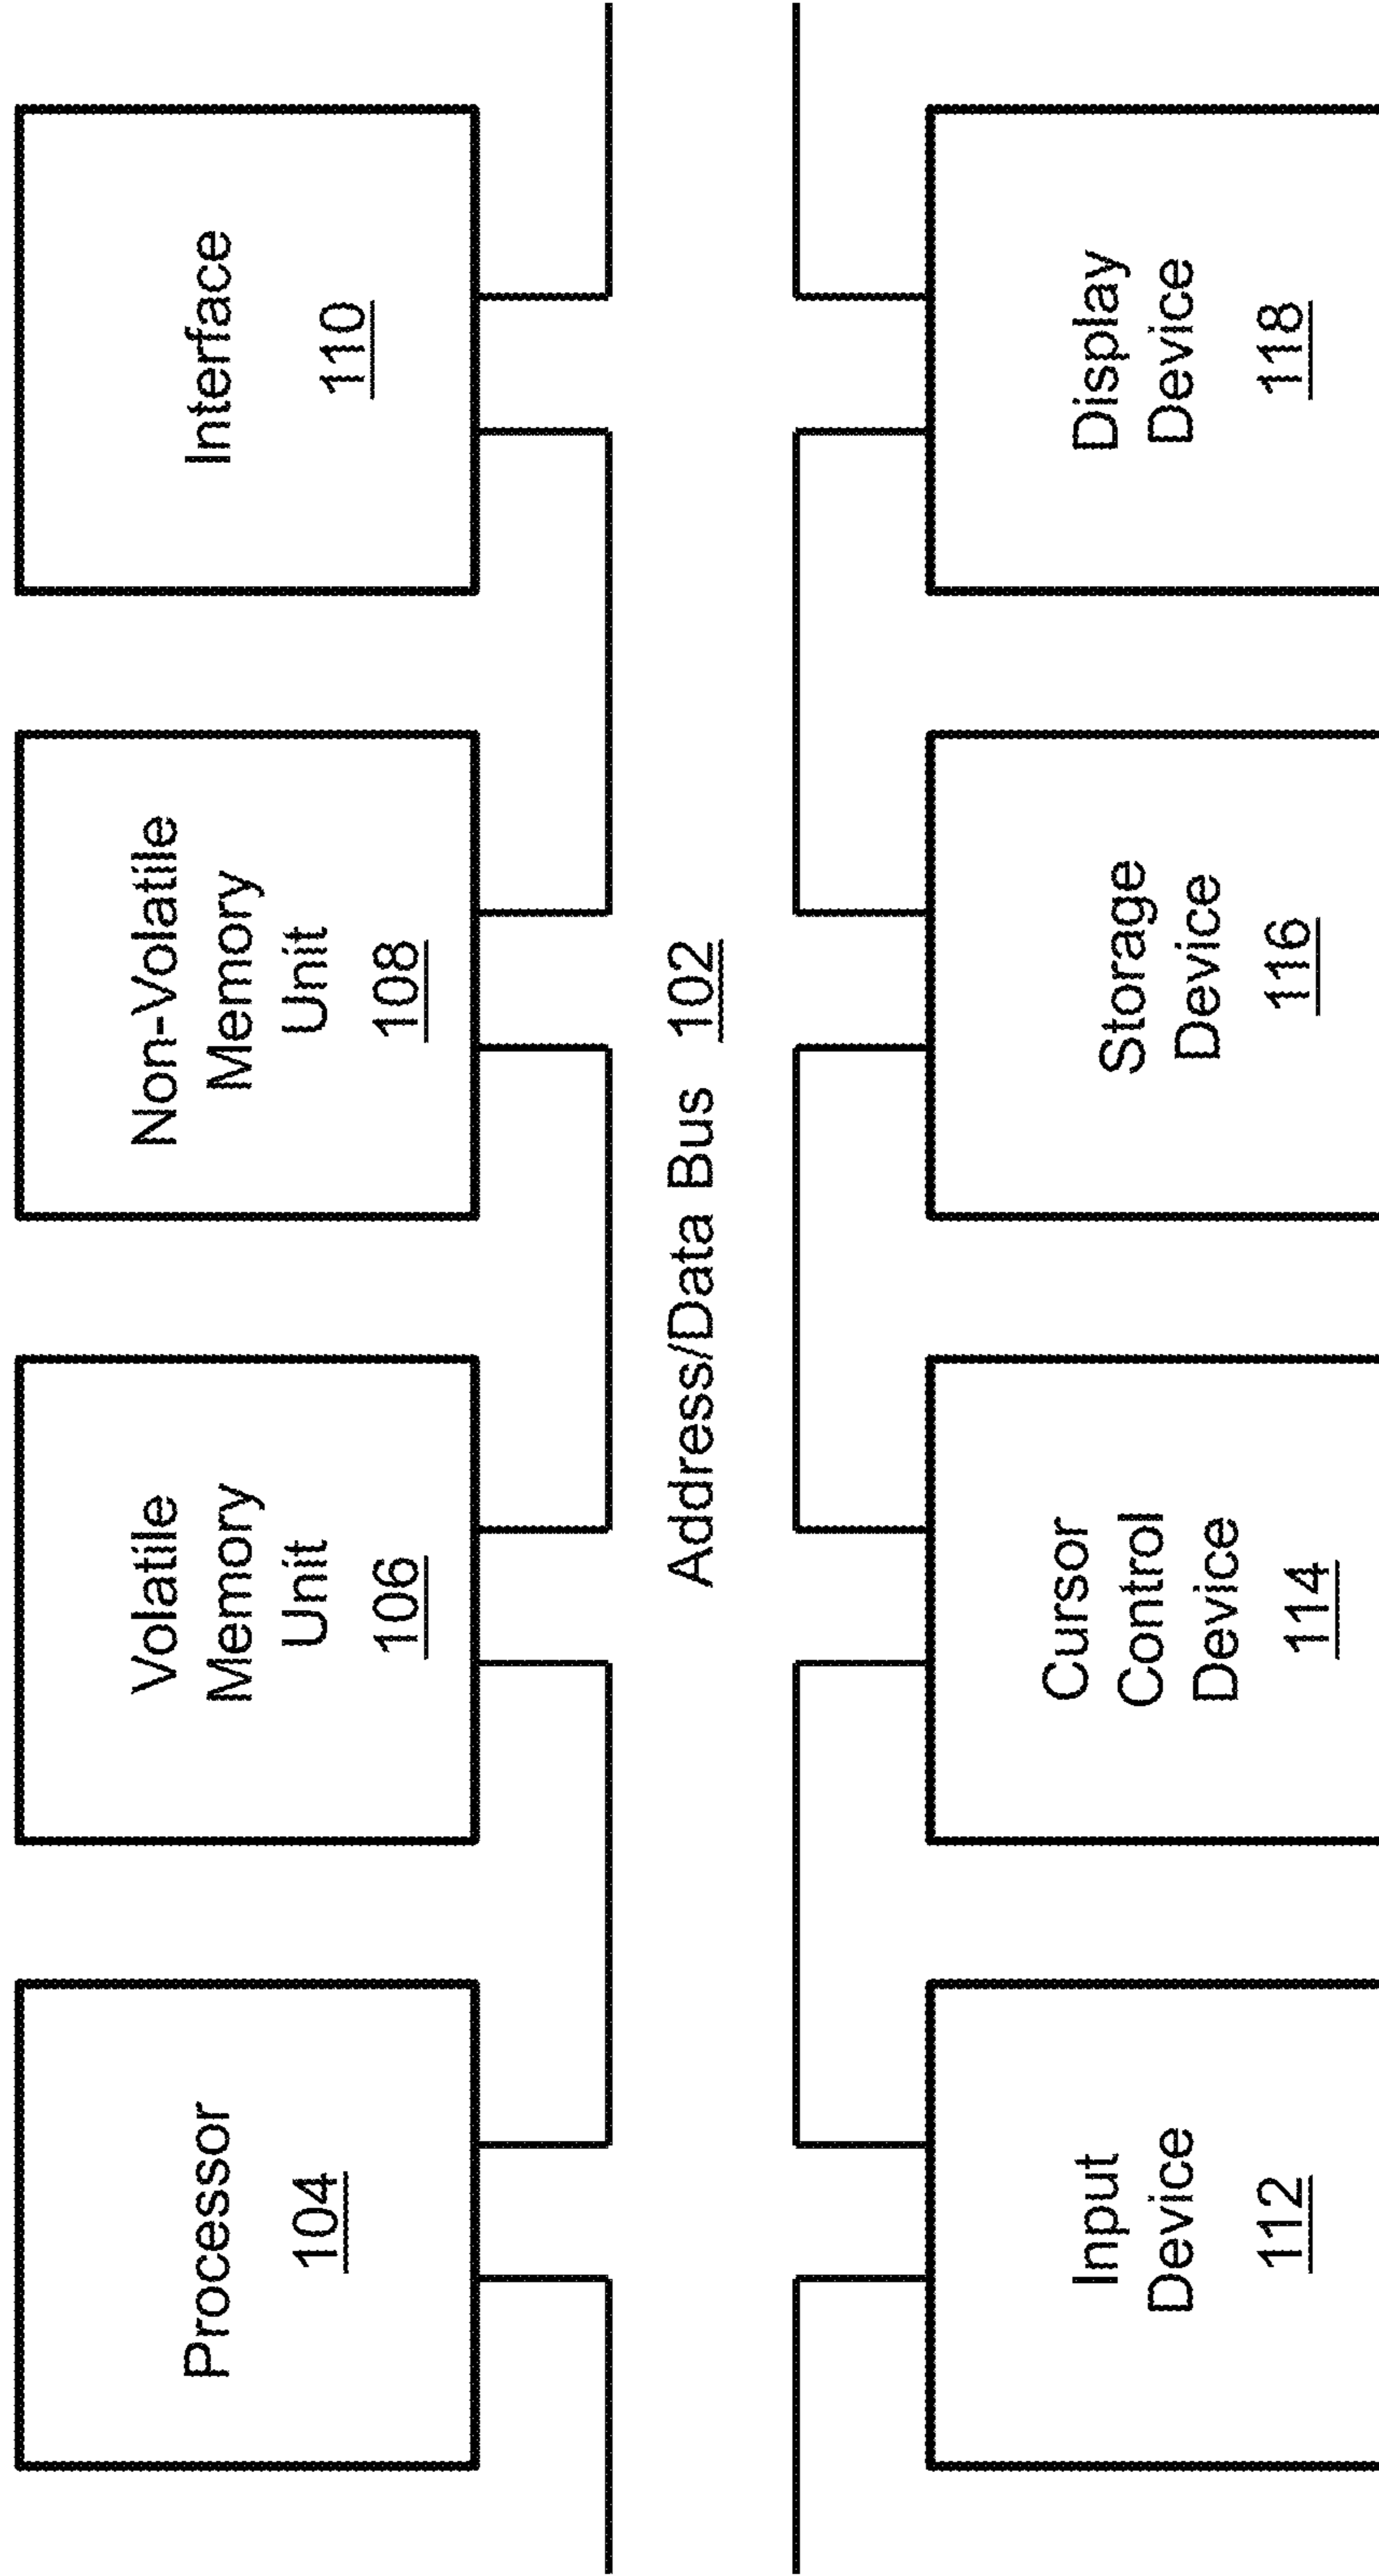 Processor
104
Volatile
Memory
Unit
106
Non-Volatile
Memory
Unit
108
Interface
110
Address/Data Bus 102
Input
Device
112
Cursor
Control
Device
114
Storage
Device
116
Display
Device
118